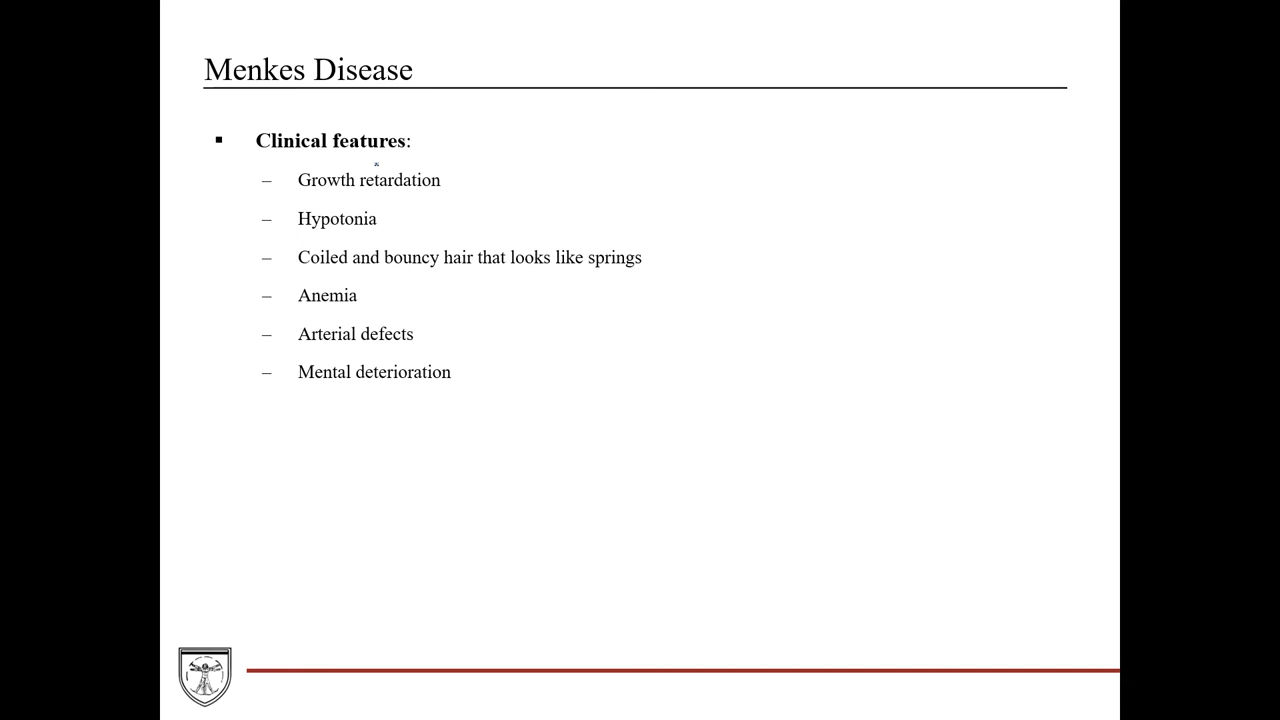 Menkes Disease
▪ Clinical features:
– Growth retardation
– Hypotonia
– Coiled and bouncy hair that looks like springs
– Anemia
– Arterial defects
– Mental deterioration